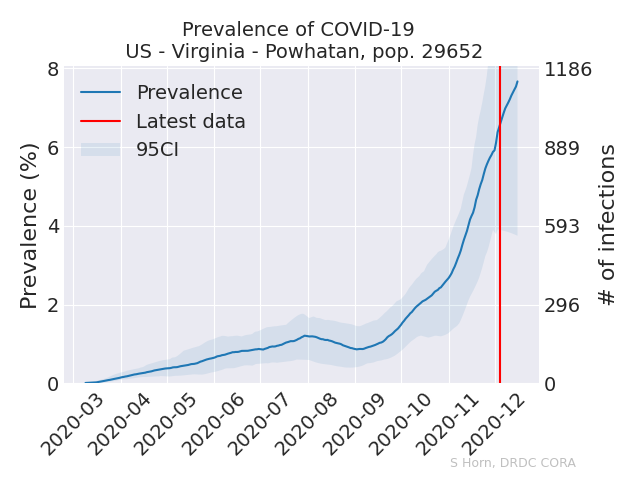 Prevalence of COVID-19
US - Virginia - Powhatan, pop. 29652
Prevalence (%)
8
6
4
2
0
Prevalence
Latest data
95CI
1186
889
593
296
0
# of infections
2020-03
2020-04
2020-05
2020-06
2020-07
2020-08
2020-09
2020-10
2020-11
2020-12
S Horn, DRDC CORA